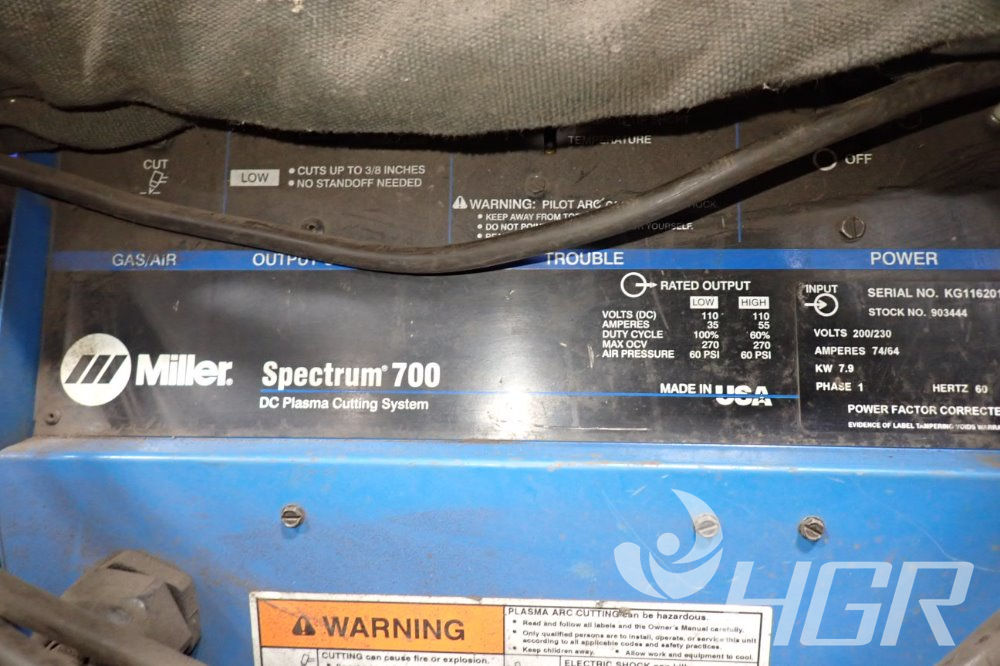 TEMPERATURE
CUT
LOW
• CUTS UP TO 3/8 INCHES
• NO STANDOFF NEEDED
OFF
WARNING: PILOT ARC
• KEEP AWAY FROM
• DO NOT
YOURSELF.
GAS/AIR
OUTPUT
TROUBLE
POWER
RATED OUTPUT
LOW HIGH
VOLTS (DC) 110 110
AMPERES 35 55
DUTY CYCLE 100% 60%
MAX OCV 270 270
AIR PRESSURE 60 PSI 60 PSI
INPUT
SERIAL NO. KG116201
STOCK NO. 903444
VOLTS 200/230
AMPERES 74/64
KW 7.9
PHASE 1 HERTZ 60
POWER FACTOR CORRECTE
EVIDENCE OF LABEL TAMPERING VOIDS WARRA
Miller.
Spectrum® 700
DC Plasma Cutting System
MADE IN USA
WARNING
PLASMA ARC CUTTING can be hazardous.
• Read and follow all labels and the Owner's Manual carefully.
• Only qualified persons are to install, operate, or service this unit
according to all applicable codes and safety practices.
• Keep children away. • Allow work and equipment to cool.
CUTTING can cause fire or explosion.
ELECTRIC SHOCK
HGR